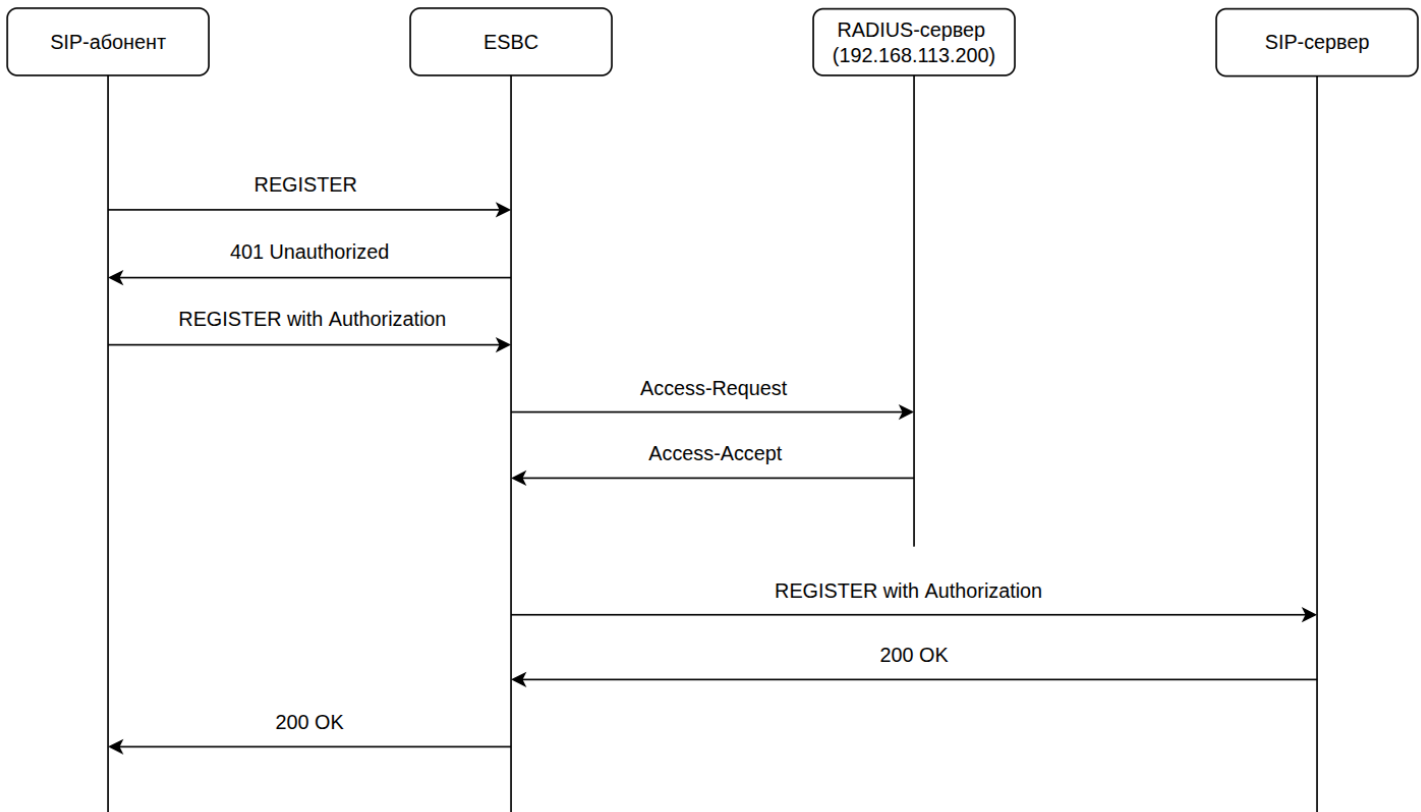 SIP-абонент
ESBC
RADIUS-сервер
(192.168.113.200)
SIP-сервер
REGISTER
401 Unauthorized
REGISTER with Authorization
Access-Request
Access-Accept
REGISTER with Authorization
200 OK
200 OK